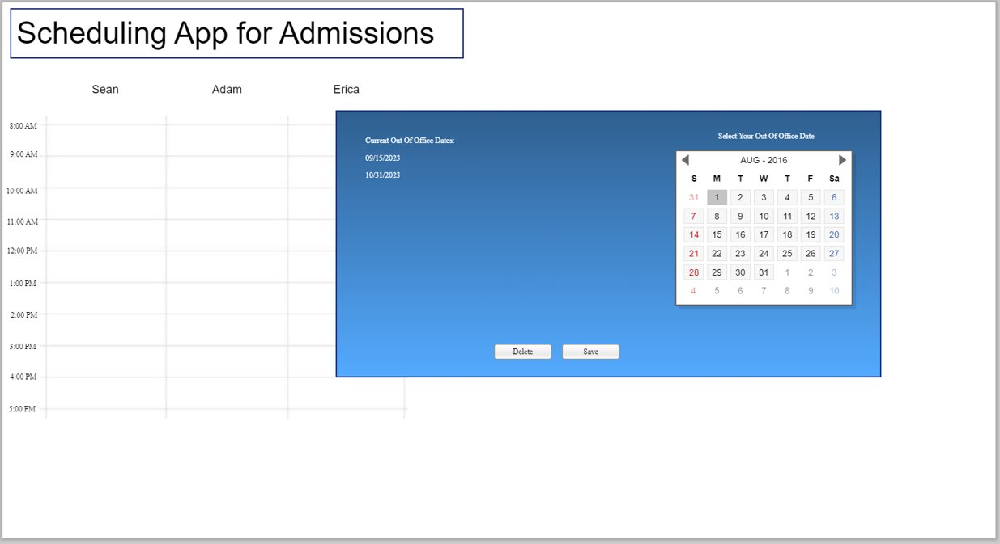 Scheduling App for Admissions
Sean Adam Erica
8:00 AM
9:00 AM
10:00 AM
11:00 AM
12:00 PM
1:00 PM
2:00 PM
3:00 PM
4:00 PM
5:00 PM
Current Out Of Office Dates:
09/15/2023
10/31/2023
Select Your Out Of Office Date
AUG - 2016
S M T W T F Sa
31 1 2 3 4 5 6
7 8 9 10 11 12 13
14 15 16 17 18 19 20
21 22 23 24 25 26 27
28 29 30 31 1 2 3
4 5 6 7 8 9 10
Delete Save